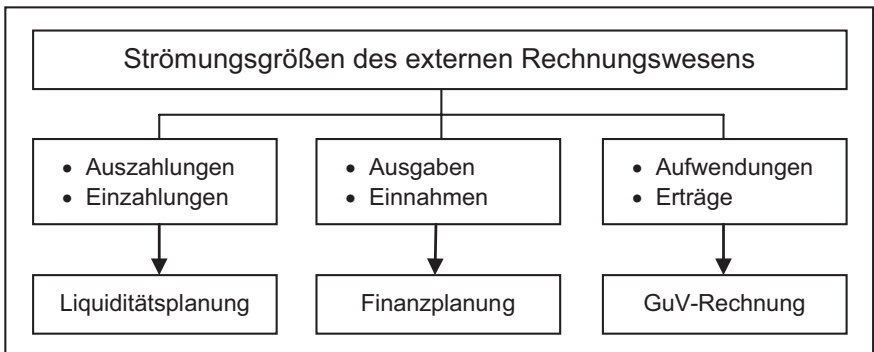 Strömungsgrößen des externen Rechnungswesens
• Auszahlungen
• Einzahlungen
• Ausgaben
• Einnahmen
• Aufwendungen
• Erträge
Liquiditätsplanung
Finanzplanung
GuV-Rechnung